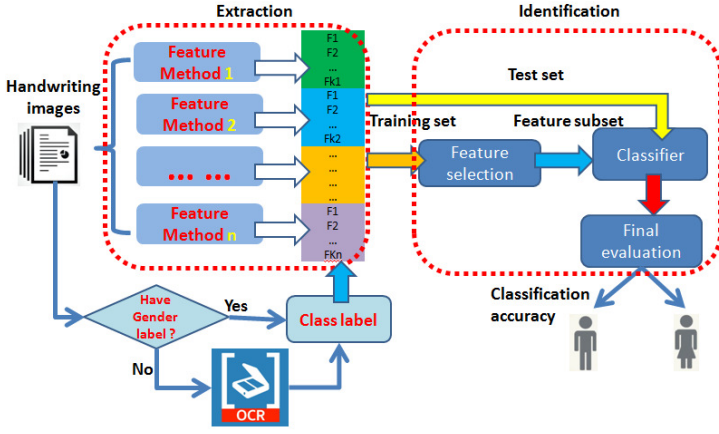 Extraction
Identification
Handwriting
images
Feature
Method 1
Feature
Method 2
... ...
Feature
Method n
F1
F2
...
Fk1
F1
F2
...
Fk2
...
...
...
...
F1
F2
...
FKn
Test set
Training set
Feature subset
Feature
selection
Classifier
Final
evaluation
Classification
accuracy
Have
Gender
label ?
Yes
No
Class label
OCR